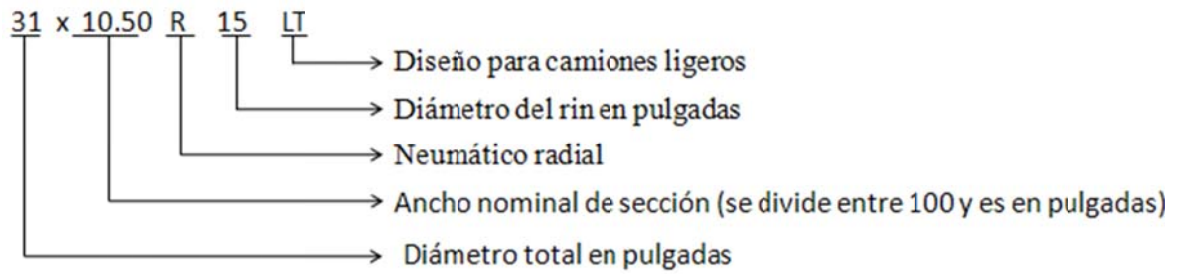 31 x 10.50 R 15 LT
Diseño para camiones ligeros
Diámetro del rin en pulgadas
Neumático radial
Ancho nominal de sección (se divide entre 100 y es en pulgadas)
Diámetro total en pulgadas